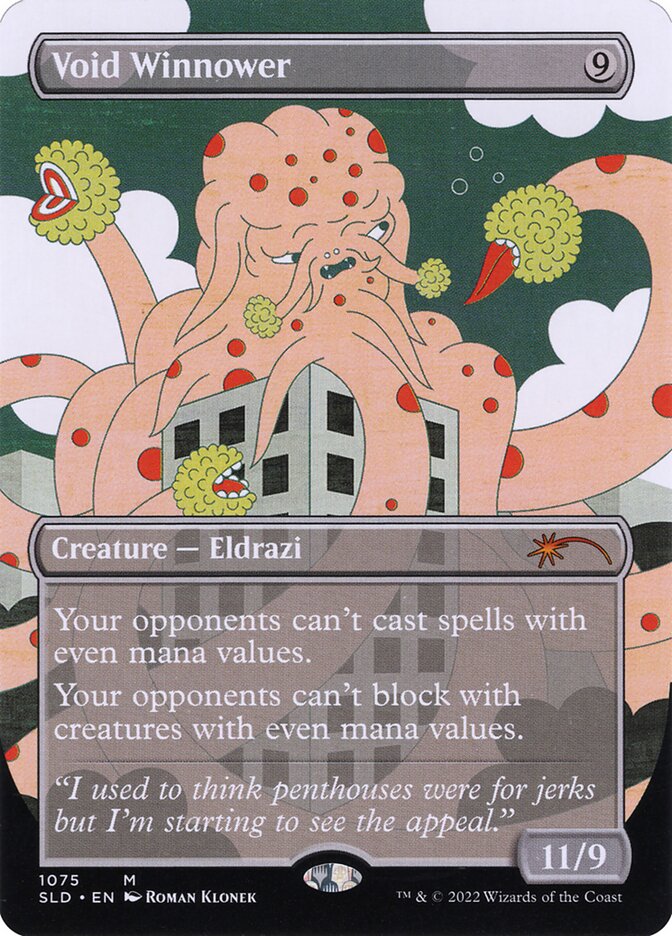 Void Winnower 9
Creature — Eldrazi
Your opponents can’t cast spells with
even mana values.
Your opponents can’t block with
creatures with even mana values.
“I used to think penthouses were for jerks
but I’m starting to see the appeal.”
11/9
1075 M
SLD • EN Roman Klonek
™ & © 2022 Wizards of the Coast